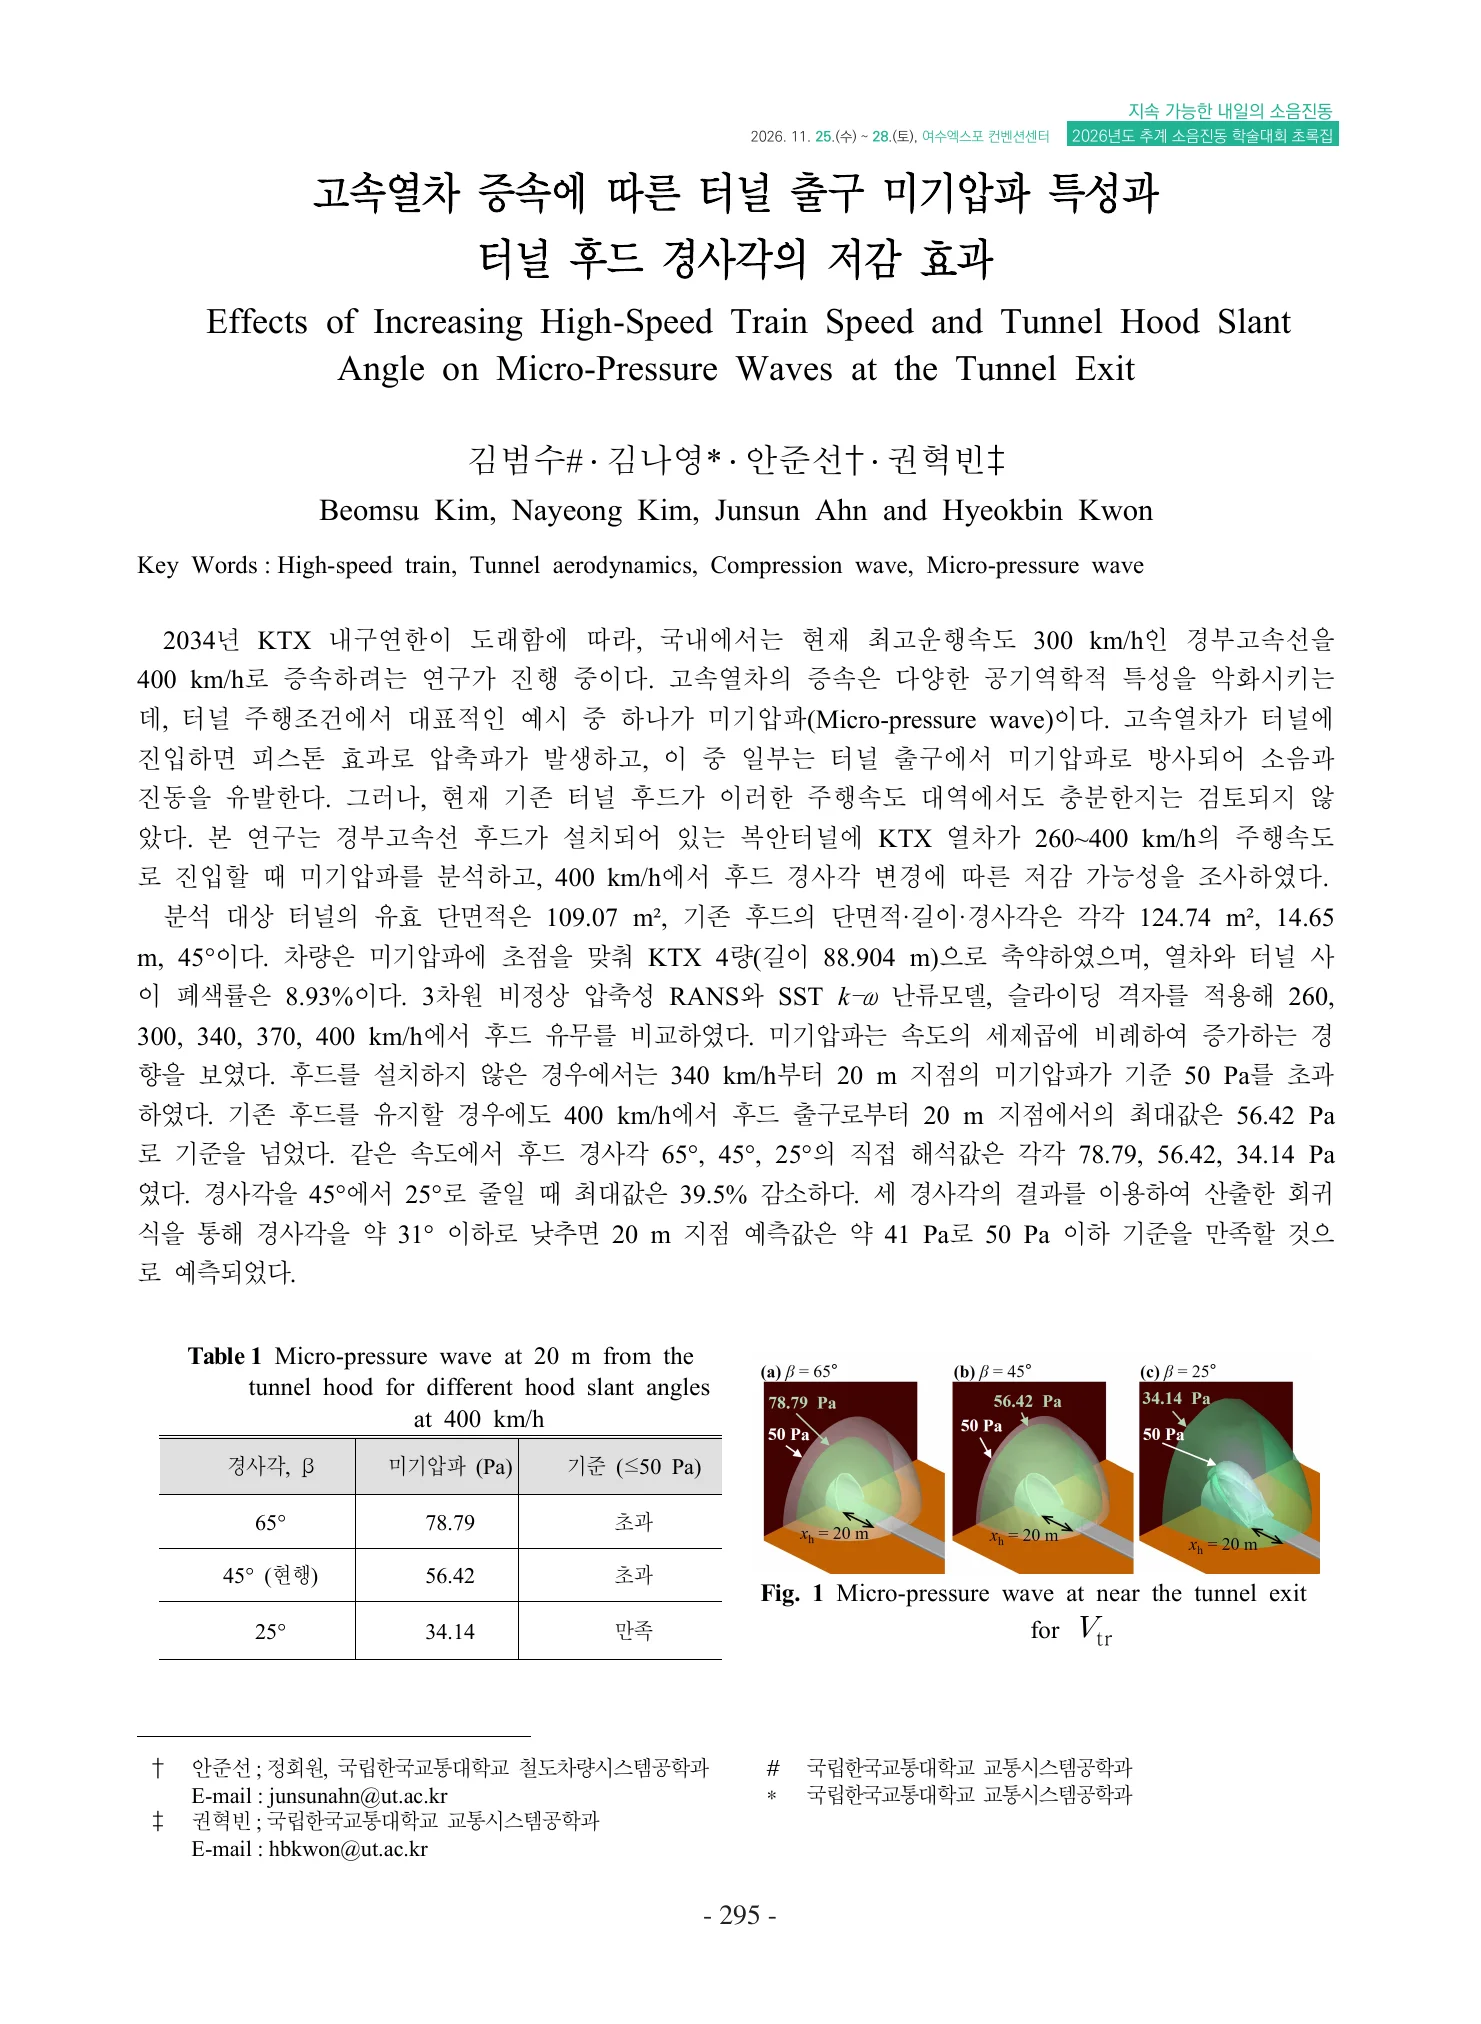 지속 가능한 내일의 소음진동
2026. 11. 25.(수) ~ 28.(토), 여수엑스포 컨벤션센터 2026년도 추계 소음진동 학술대회 초록집
고속열차 증속에 따른 터널 출구 미기압파 특성과
터널 후드 경사각의 저감 효과
Effects of Increasing High-Speed Train Speed and Tunnel Hood Slant
Angle on Micro-Pressure Waves at the Tunnel Exit
김범수#·김나영*·안준선†·권혁빈‡
Beomsu Kim, Nayeong Kim, Junsun Ahn and Hyeokbin Kwon
Key Words : High-speed train, Tunnel aerodynamics, Compression wave, Micro-pressure wave
2034년 KTX 내구연한이 도래함에 따라, 국내에서는 현재 최고운행속도 300 km/h인 경부고속선을
400 km/h로 증속하려는 연구가 진행 중이다. 고속열차의 증속은 다양한 공기역학적 특성을 악화시키는
데, 터널 주행조건에서 대표적인 예시 중 하나가 미기압파(Micro-pressure wave)이다. 고속열차가 터널에
진입하면 피스톤 효과로 압축파가 발생하고, 이 중 일부는 터널 출구에서 미기압파로 방사되어 소음과
진동을 유발한다. 그러나, 현재 기존 터널 후드가 이러한 주행속도 대역에서도 충분한지는 검토되지 않
았다. 본 연구는 경부고속선 후드가 설치되어 있는 복안터널에 KTX 열차가 260~400 km/h의 주행속도
로 진입할 때 미기압파를 분석하고, 400 km/h에서 후드 경사각 변경에 따른 저감 가능성을 조사하였다.
분석 대상 터널의 유효 단면적은 109.07 m², 기존 후드의 단면적·길이·경사각은 각각 124.74 m², 14.65
m, 45°이다. 차량은 미기압파에 초점을 맞춰 KTX 4량(길이 88.904 m)으로 축약하였으며, 열차와 터널 사
이 폐색률은 8.93%이다. 3차원 비정상 압축성 RANS와 SST k-ω 난류모델, 슬라이딩 격자를 적용해 260,
300, 340, 370, 400 km/h에서 후드 유무를 비교하였다. 미기압파는 속도의 세제곱에 비례하여 증가하는 경
향을 보였다. 후드를 설치하지 않은 경우에서는 340 km/h부터 20 m 지점의 미기압파가 기준 50 Pa를 초과
하였다. 기존 후드를 유지할 경우에도 400 km/h에서 후드 출구로부터 20 m 지점에서의 최대값은 56.42 Pa
로 기준을 넘었다. 같은 속도에서 후드 경사각 65°, 45°, 25°의 직접 해석값은 각각 78.79, 56.42, 34.14 Pa
였다. 경사각을 45°에서 25°로 줄일 때 최대값은 39.5% 감소하다. 세 경사각의 결과를 이용하여 산출한 회귀
식을 통해 경사각을 약 31° 이하로 낮추면 20 m 지점 예측값은 약 41 Pa로 50 Pa 이하 기준을 만족할 것으
로 예측되었다.
Table 1 Micro-pressure wave at 20 m from the
tunnel hood for different hood slant angles
at 400 km/h
경사각, β 미기압파 (Pa) 기준 (≤50 Pa)
65° 78.79 초과
45° (현행) 56.42 초과
25° 34.14 만족
(a) β = 65° (b) β = 45° (c) β = 25°
78.79 Pa 56.42 Pa 34.14 Pa
50 Pa 50 Pa 50 Pa
xh = 20 m xh = 20 m xh = 20 m
Fig. 1 Micro-pressure wave at near the tunnel exit
for Vtr
† 안준선 ; 정회원, 국립한국교통대학교 철도차량시스템공학과
E-mail : junsunahn@ut.ac.kr
‡ 권혁빈 ; 국립한국교통대학교 교통시스템공학과
E-mail : hbkwon@ut.ac.kr
# 국립한국교통대학교 교통시스템공학과
* 국립한국교통대학교 교통시스템공학과
- 295 -